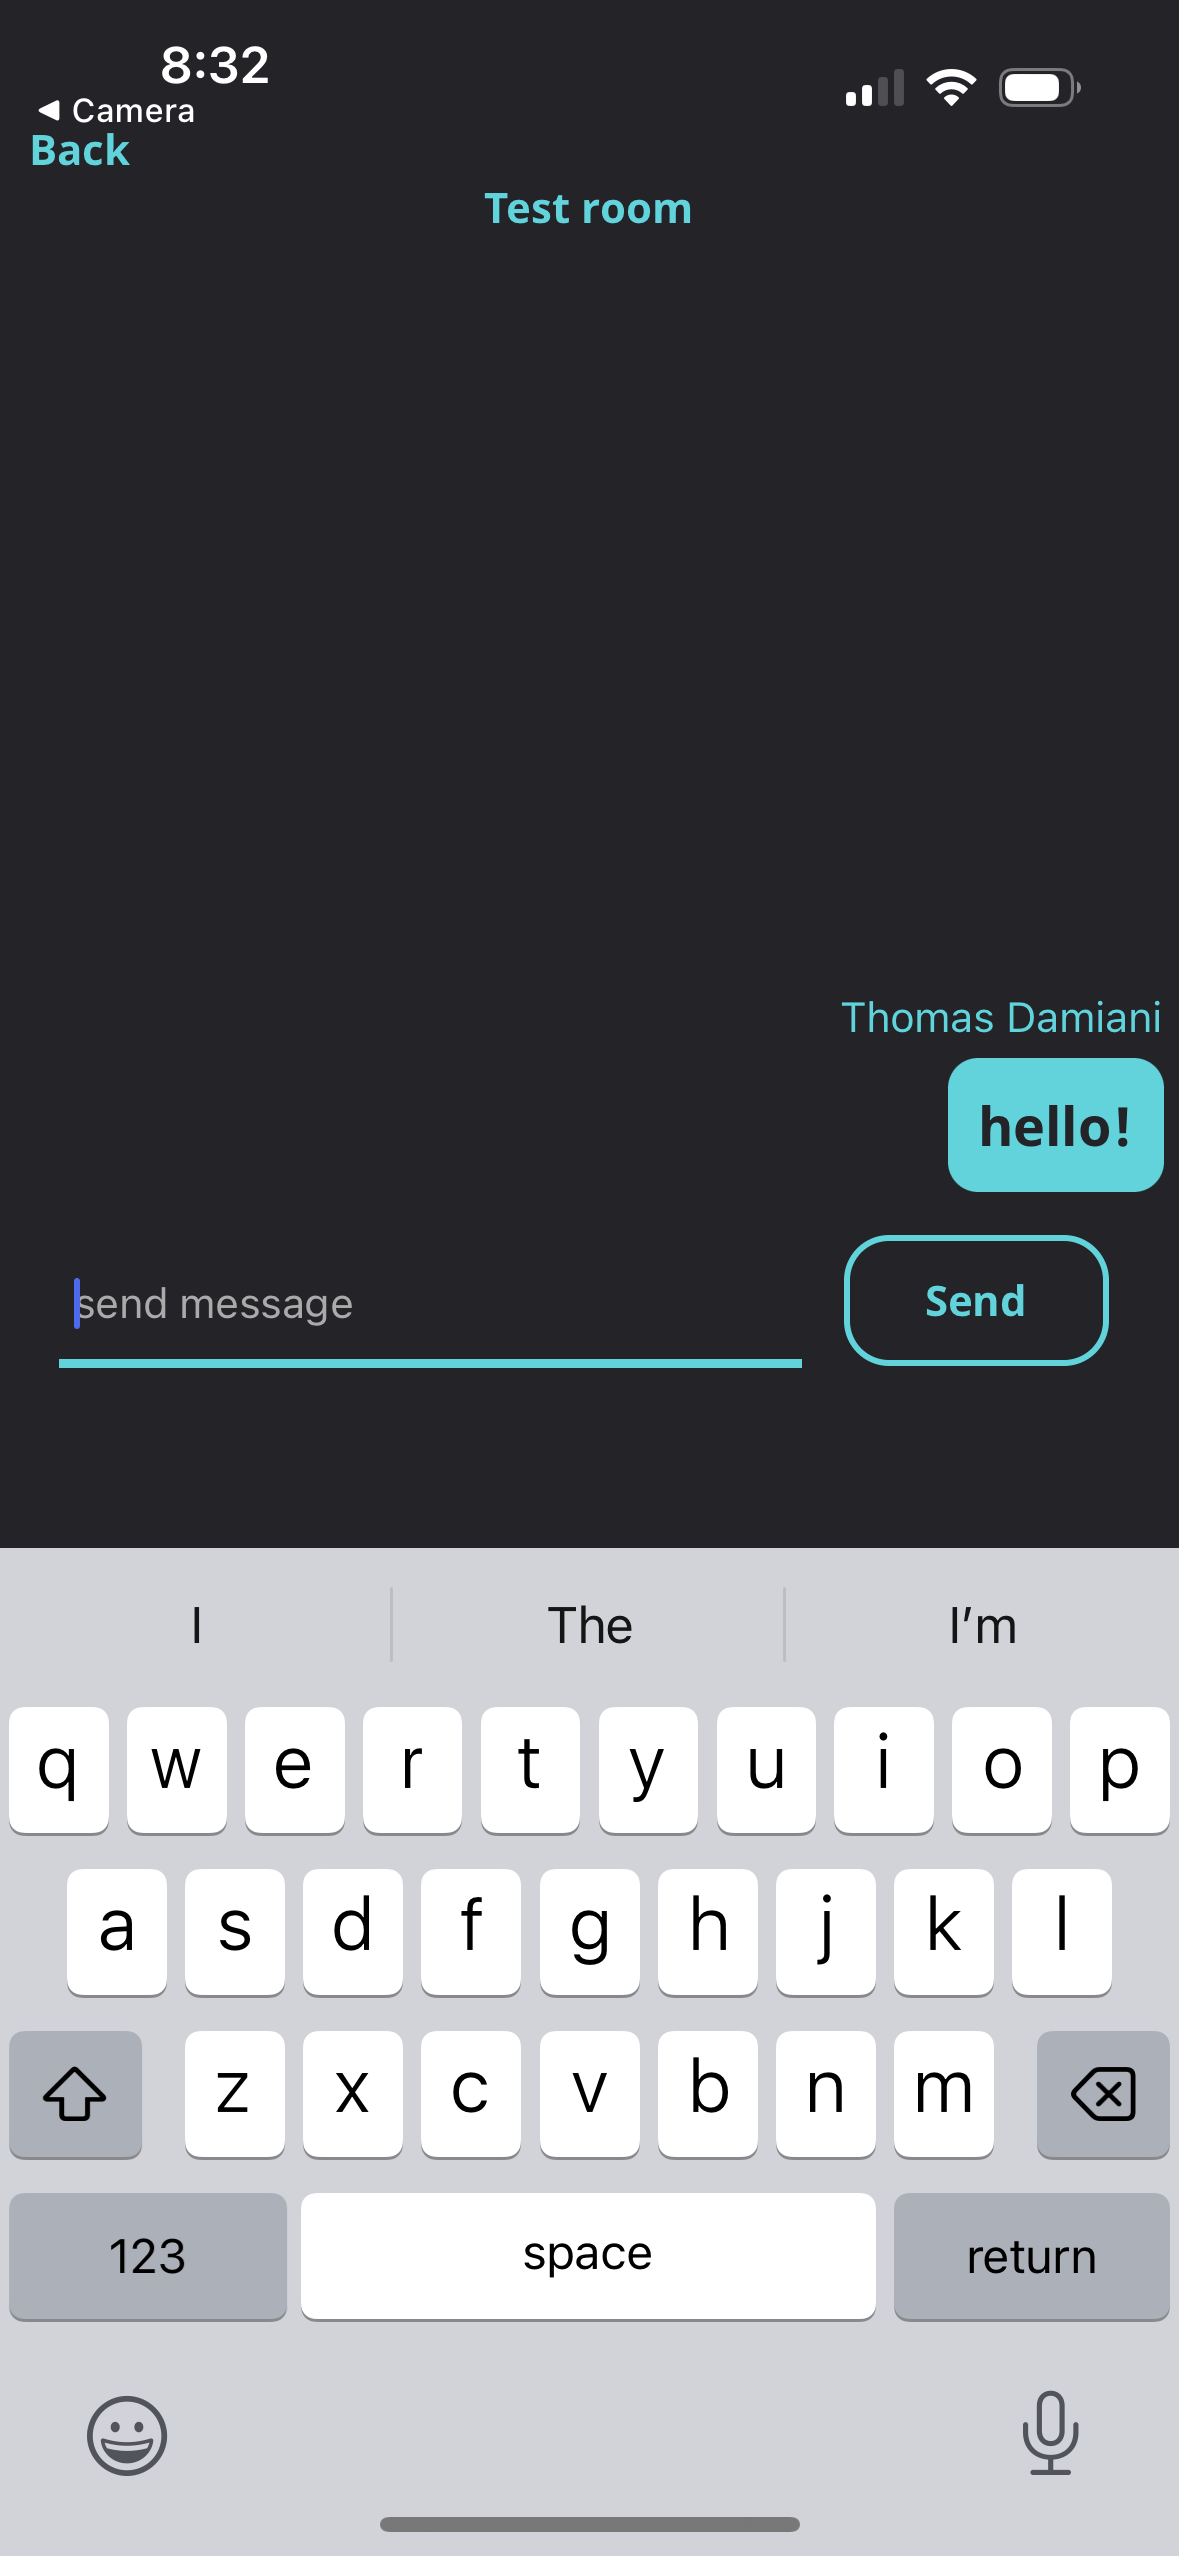 8:32
Camera
Back
Test room
Thomas Damiani
hello!
send message
Send
I The I’m
q w e r t y u i o p
a s d f g h j k l
z x c v b n m
123 space return